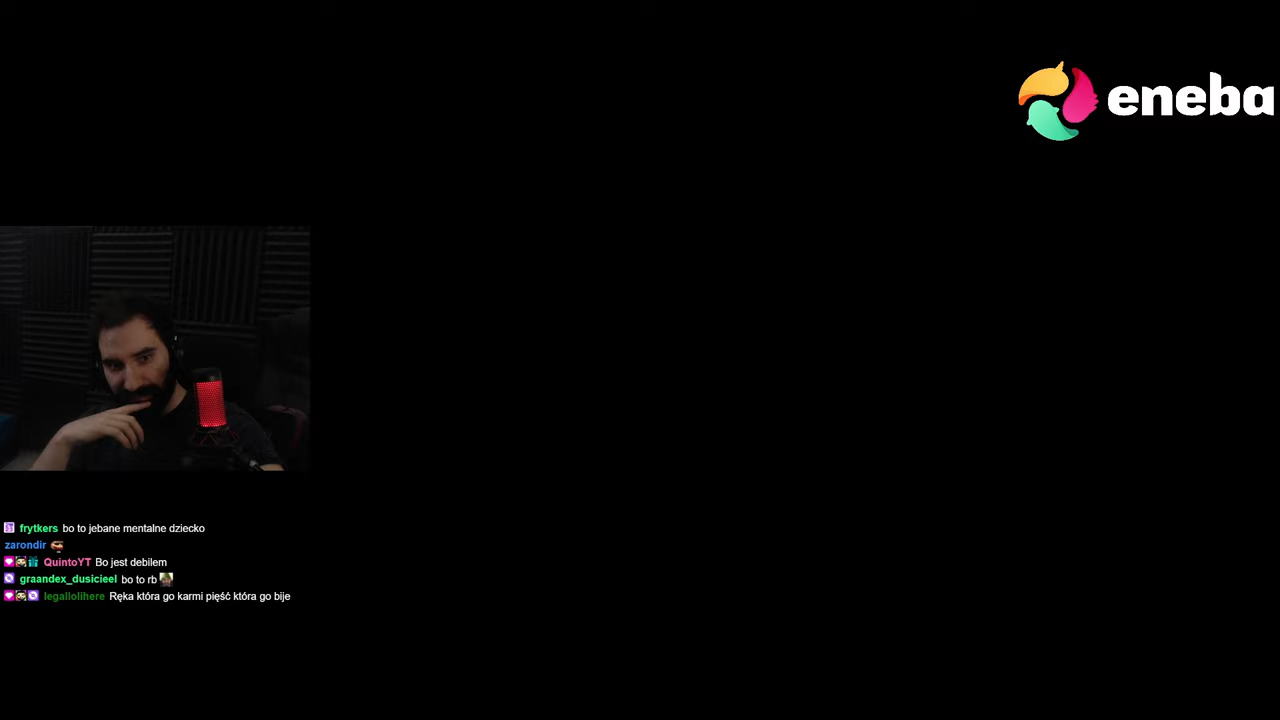 eneba
frytkers bo to jebane mentalne dziecko
zarondir
QuintoYT Bo jest debilem
graandex_dusicieel bo to rb
legallolihere Ręka która go karmi pięść która go bije